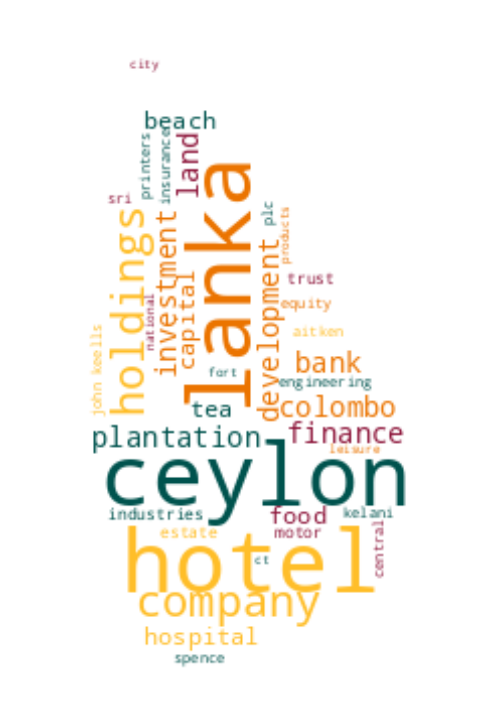 city
beach
printers
insurance
land
sri
lanka
holdings
investment
plc
products
national
capital
development
trust
equity
aitken
john keells
fort
bank
engineering
tea
colombo
plantation
finance
leisure
ceylon
industries
food
kelani
estate
motor
central
hotel
ct
company
hospital
spence